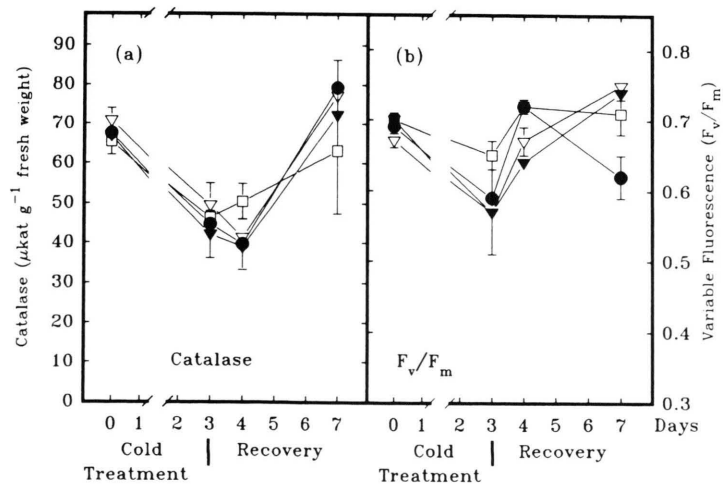 Catalase (μkat g⁻¹ fresh weight)
90
80
70
60
50
40
30
20
10
0
(a)
Catalase
(b)
Fᵥ/Fₘ
0.8
0.7
0.6
0.5
0.4
0.3
Variable Fluorescence (Fᵥ/Fₘ)
0 1 2 3 4 5 6 7 0 1 2 3 4 5 6 7 Days
Cold Treatment | Recovery
Cold Treatment | Recovery